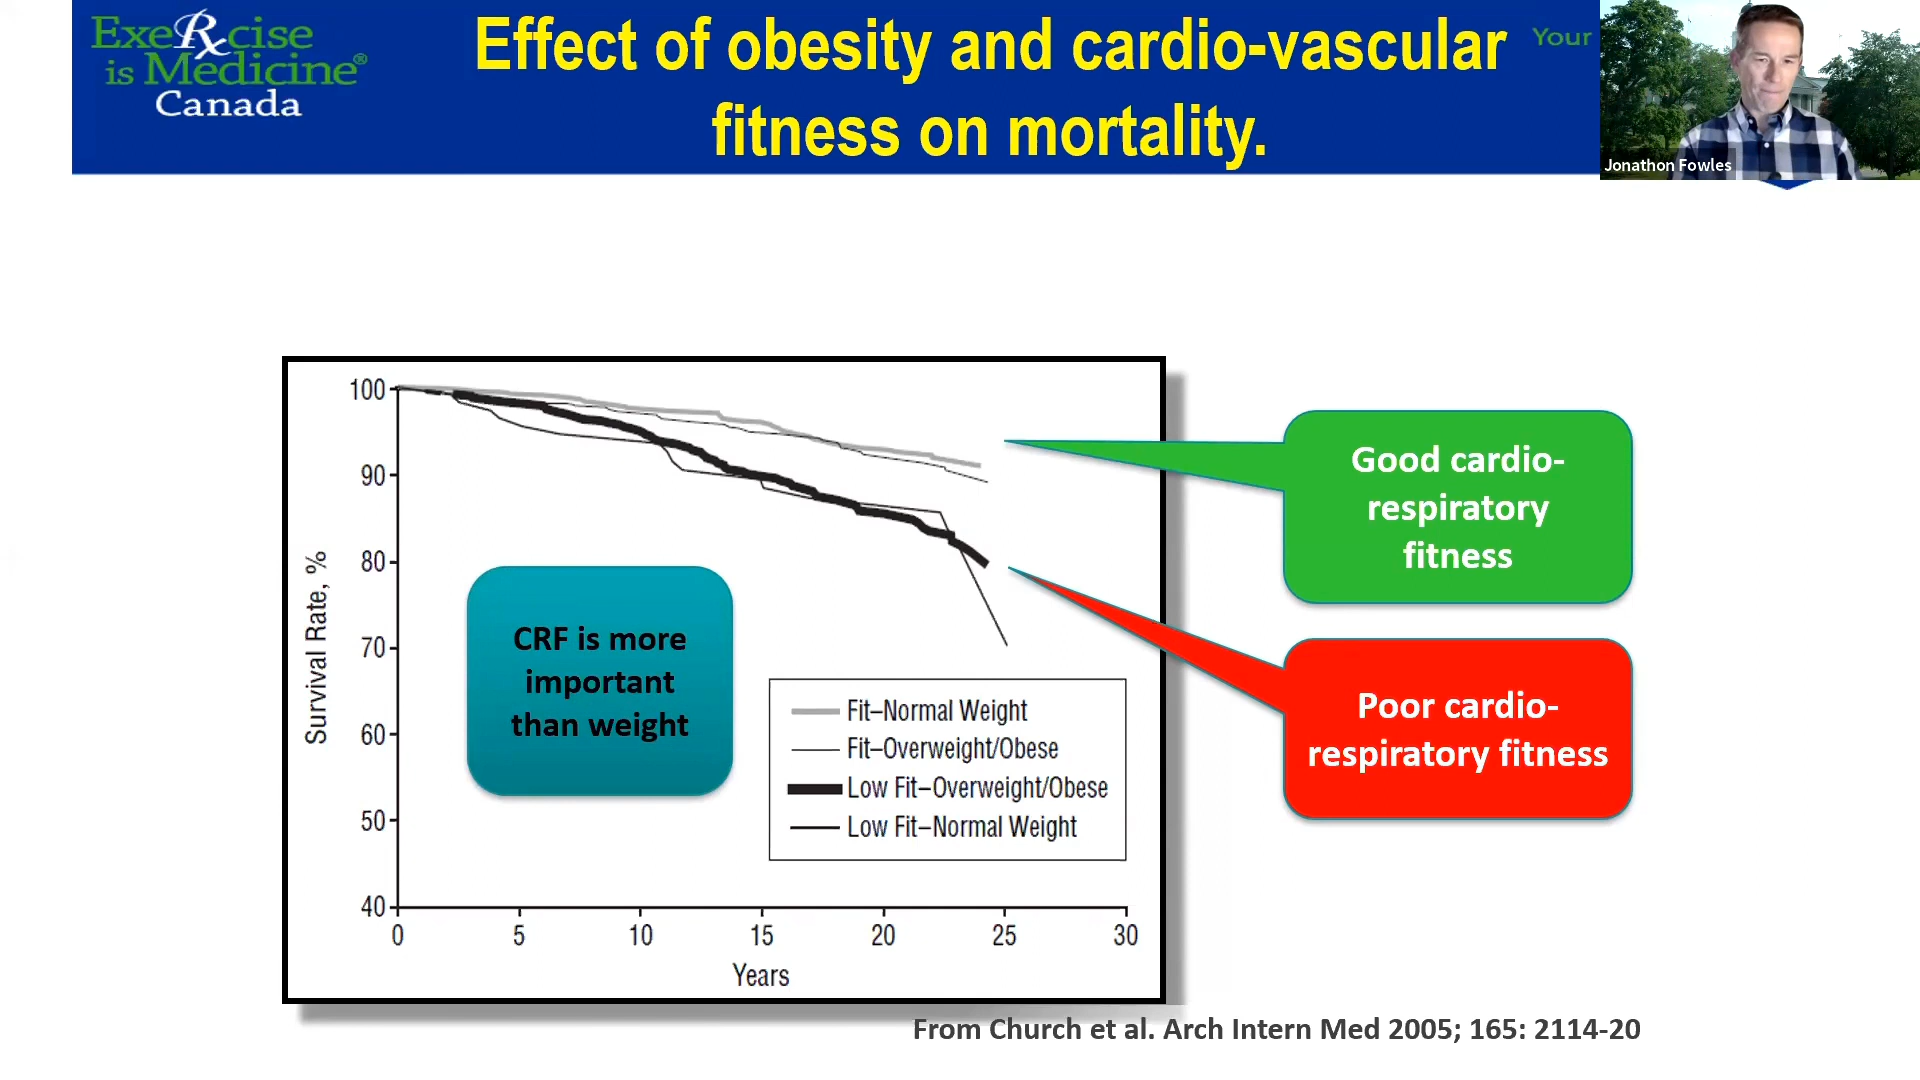 ExeRxcise
is Medicine®
Canada
Effect of obesity and cardio-vascular
fitness on mortality.
Your
Jonathon Fowles
100
90
80
70
60
50
40
Survival Rate, %
0 5 10 15 20 25 30
Years
CRF is more
important
than weight
Fit–Normal Weight
Fit–Overweight/Obese
Low Fit–Overweight/Obese
Low Fit–Normal Weight
Good cardio-
respiratory
fitness
Poor cardio-
respiratory fitness
From Church et al. Arch Intern Med 2005; 165: 2114-20